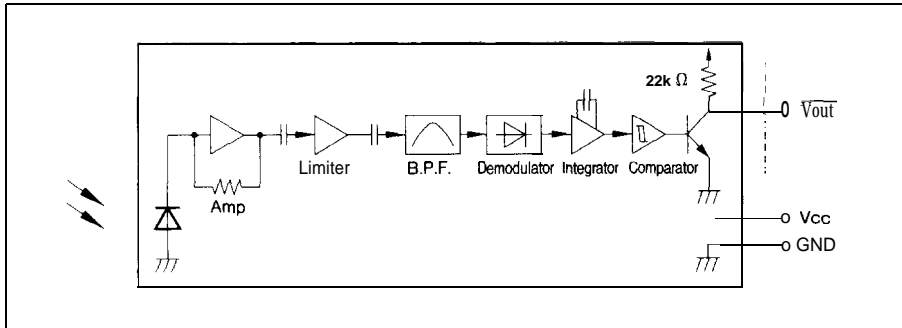 22k Ω
Vout
Limiter
B.P.F.
Demodulator
Integrator
Comparator
Amp
Vcc
GND